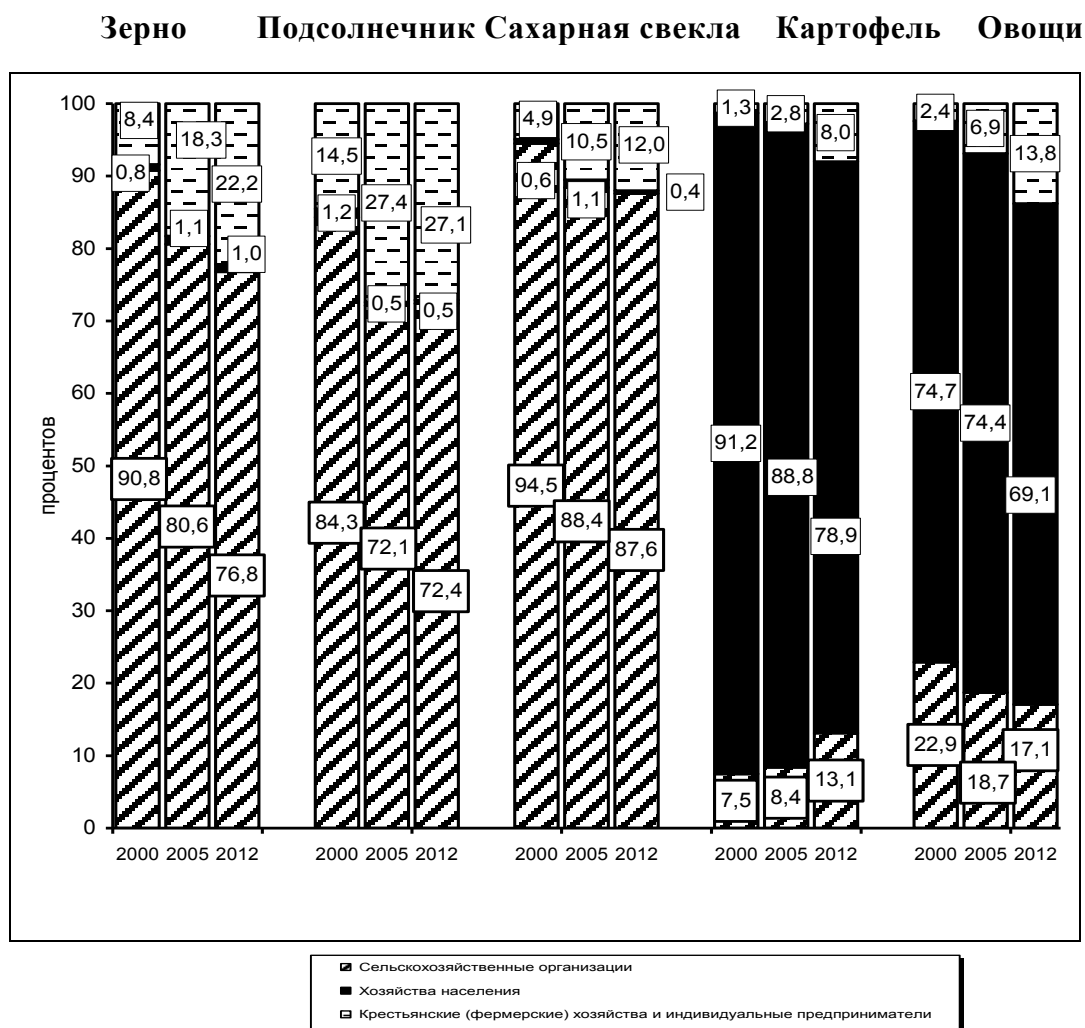 Зерно Подсолнечник Сахарная свекла Картофель Овощи
процентов
100
90
80
70
60
50
40
30
20
10
0
8,4 18,3 22,2
0,8 1,1 1,0
90,8 80,6 76,8
14,5 27,4 27,1
1,2 0,5 0,5
84,3 72,1 72,4
4,9 10,5 12,0
0,6 1,1 0,4
94,5 88,4 87,6
1,3 2,8 8,0
91,2 88,8 78,9
7,5 8,4 13,1
2,4 6,9 13,8
74,7 74,4 69,1
22,9 18,7 17,1
2000 2005 2012 2000 2005 2012 2000 2005 2012 2000 2005 2012 2000 2005 2012
Сельскохозяйственные организации
Хозяйства населения
Крестьянские (фермерские) хозяйства и индивидуальные предприниматели